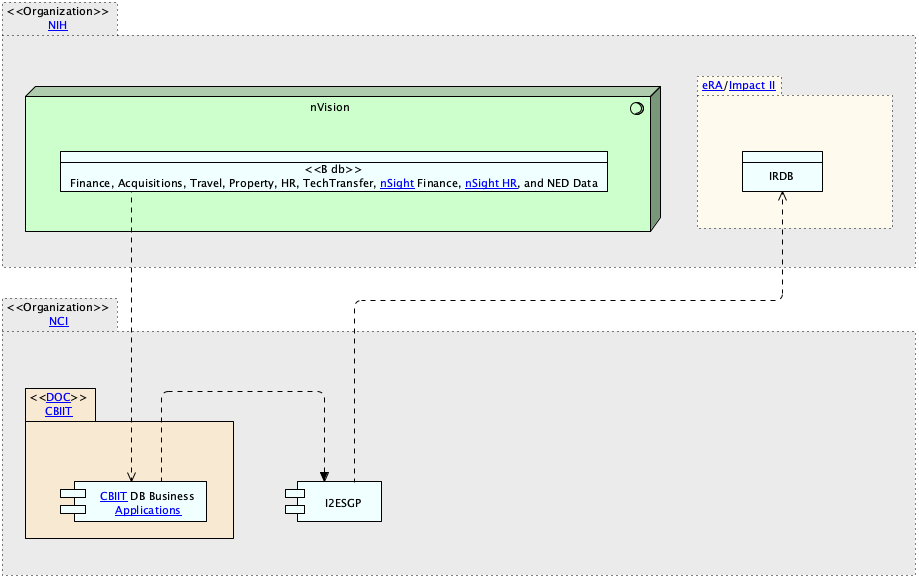 <<Organization>>
NIH
nVision
eRA/Impact II
<<B db>>
Finance, Acquisitions, Travel, Property, HR, TechTransfer, nSight Finance, nSight HR, and NED Data
IRDB
<<Organization>>
NCI
<<DOC>>
CBIIT
CBIIT DB Business
Applications
I2ESGP